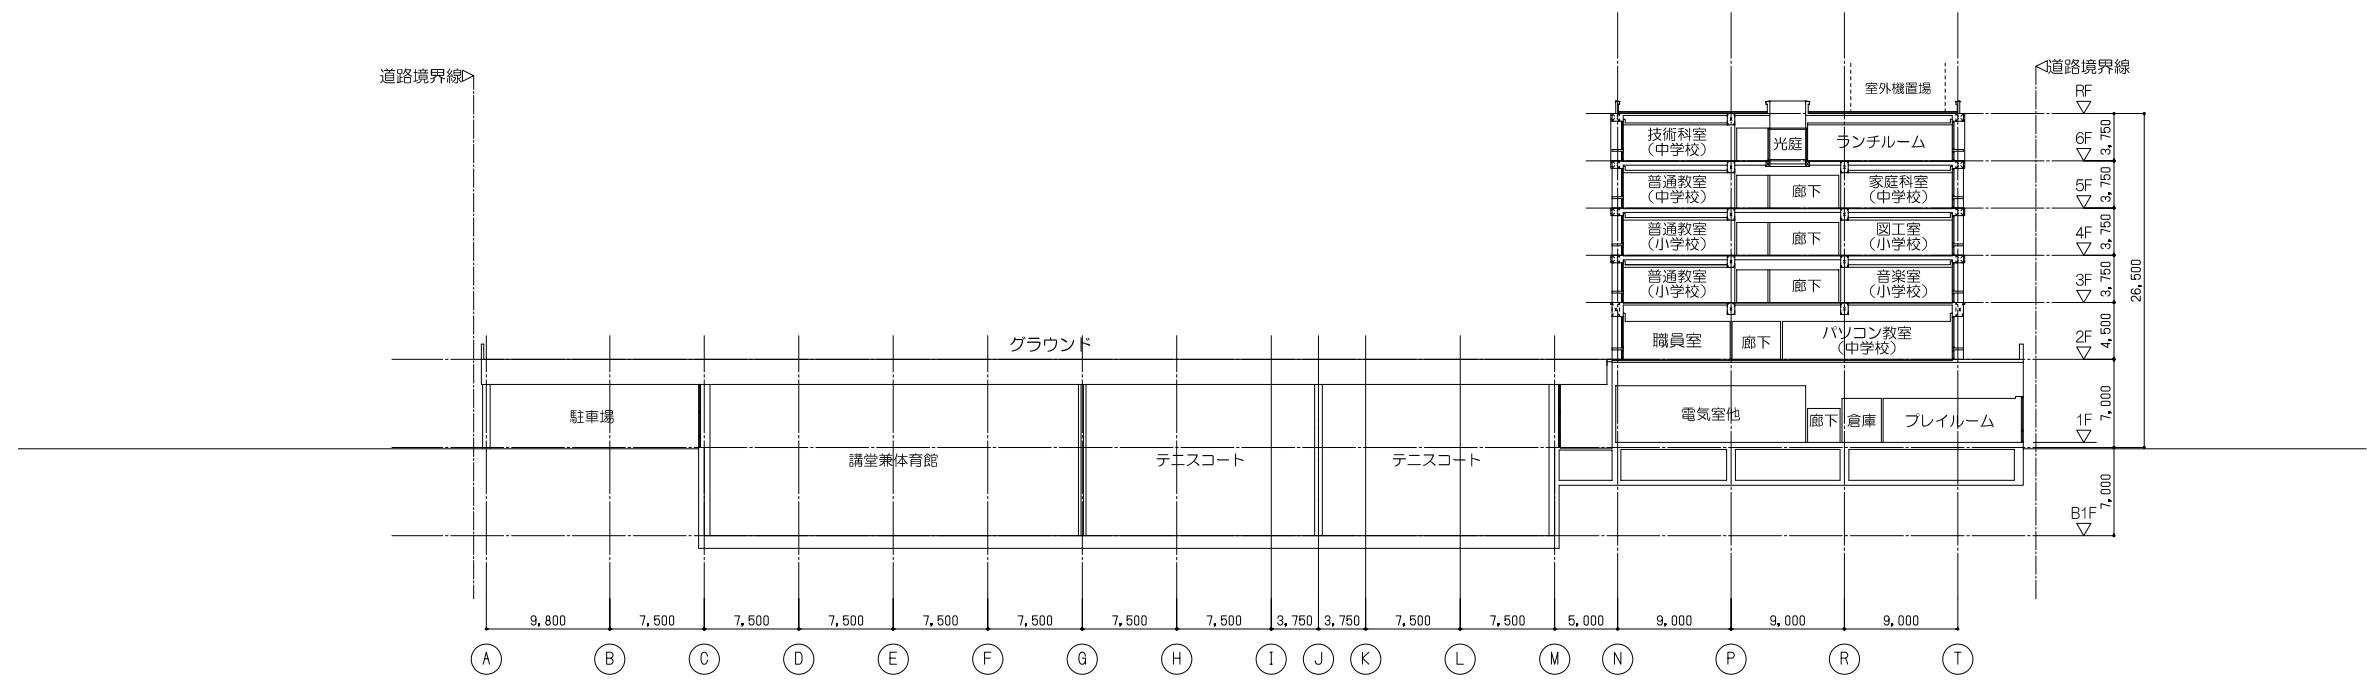 道路境界線
道路境界線
室外機置場
RF
技術科室
(中学校)
光庭
ランチルーム
6F
3,750
普通教室
(中学校)
廊下
家庭科室
(中学校)
5F
3,750
普通教室
(小学校)
廊下
図工室
(小学校)
4F
3,750
普通教室
(小学校)
廊下
音楽室
(小学校)
3F
3,750
26,500
グラウンド
職員室
廊下
パソコン教室
(中学校)
2F
4,500
駐車場
電気室他
廊下
倉庫
プレイルーム
1F
7,000
講堂兼体育館
テニスコート
テニスコート
B1F
7,000
9,800 7,500 7,500 7,500 7,500 7,500 7,500 7,500 3,750 3,750 7,500 7,500 5,000 9,000 9,000 9,000
A B C D E F G H I J K L M N P R T